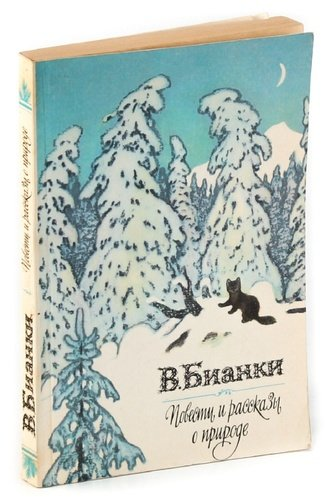 В.Бианки
Повести и рассказы
о природе
В.Бианки
Повести и рассказы о природе